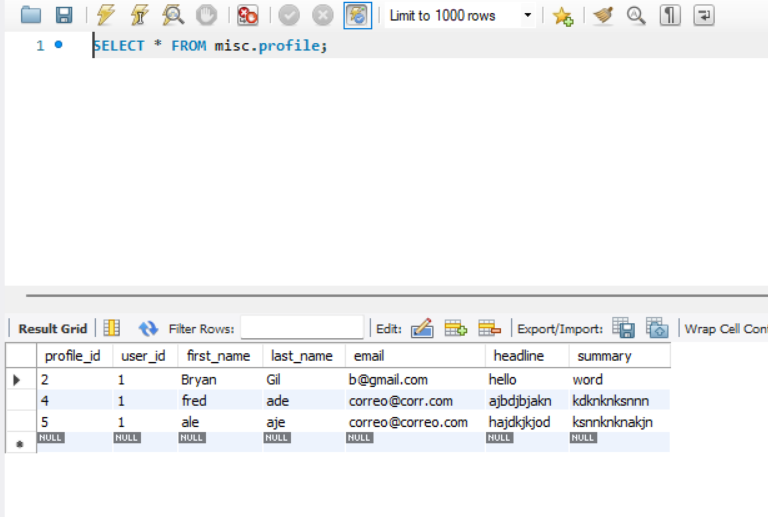 Limit to 1000 rows
1 SELECT * FROM misc.profile;
Result Grid Filter Rows: Edit: Export/Import: Wrap Cell Cont
profile_id user_id first_name last_name email headline summary
2 1 Bryan Gil b@gmail.com hello word
4 1 fred ade correo@corr.com ajbdjbjakn kdknknksnnn
5 1 ale aje correo@correo.com hajdkjkjod ksnnknknakjn
NULL NULL NULL NULL NULL NULL NULL